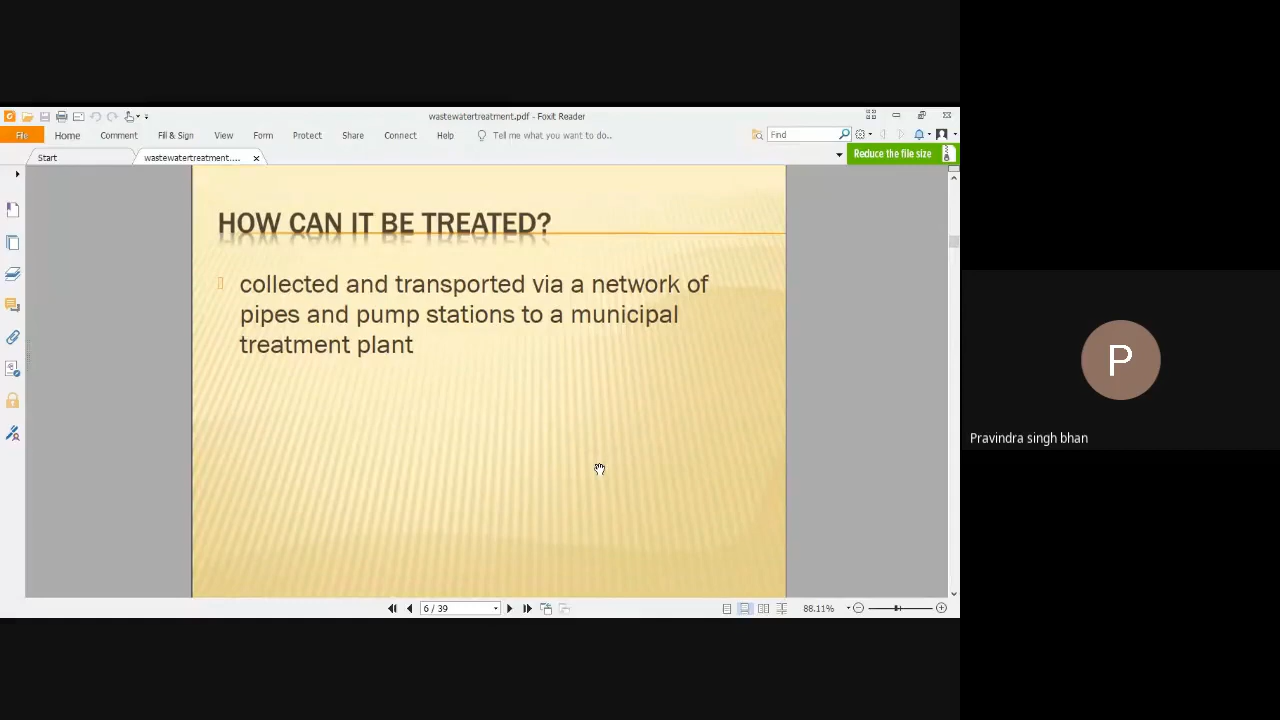 wastewatertreatment.pdf - Foxit Reader
File Home Comment Fill & Sign View Form Protect Share Connect Help Tell me what you want to do.. Find
Start wastewatertreatment.... Reduce the file size
HOW CAN IT BE TREATED?
collected and transported via a network of
pipes and pump stations to a municipal
treatment plant
P
Pravindra singh bhan
6 / 39 88.11%